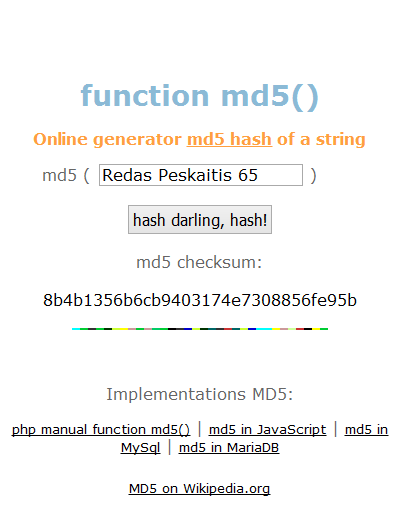 function md5()
Online generator md5 hash of a string
md5 ( Redas Peskaitis 65 )
hash darling, hash!
md5 checksum:
8b4b1356b6cb9403174e7308856fe95b
Implementations MD5:
php manual function md5() | md5 in JavaScript | md5 in
MySql | md5 in MariaDB
MD5 on Wikipedia.org